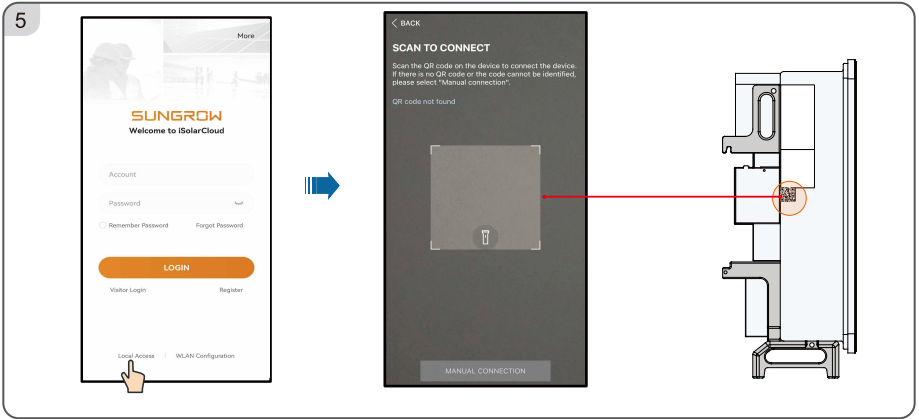 5
More
SUNGROW
Welcome to iSolarCloud
Account
Password
Remember Password
Forgot Password
LOGIN
Visitor Login
Register
Local Access
WLAN Configuration
BACK
SCAN TO CONNECT
Scan the QR code on the device to connect the device.
If there is no QR code or the code cannot be identified,
please select "Manual connection".
QR code not found
MANUAL CONNECTION